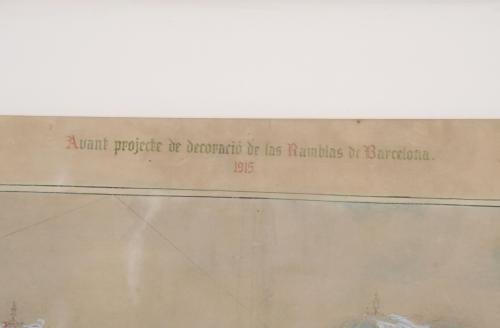 Avant projecte de decoració de las Ramblas de Barcelona.
1915